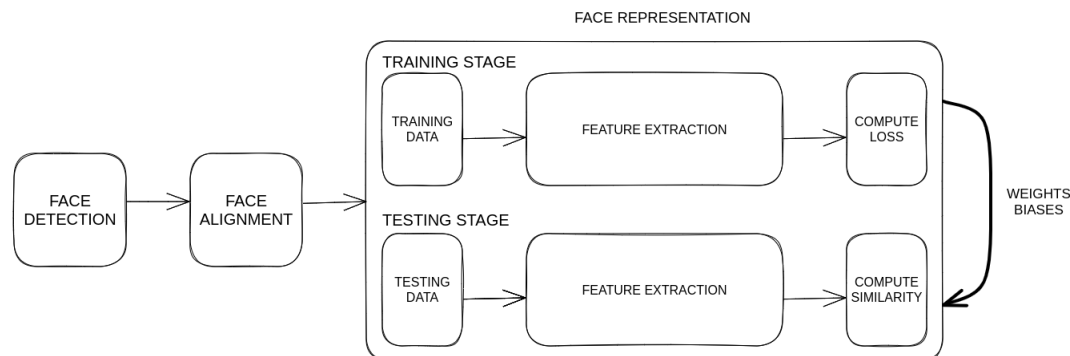 FACE REPRESENTATION
TRAINING STAGE
TRAINING
DATA
FEATURE EXTRACTION
COMPUTE
LOSS
FACE
DETECTION
FACE
ALIGNMENT
WEIGHTS
BIASES
TESTING STAGE
TESTING
DATA
FEATURE EXTRACTION
COMPUTE
SIMILARITY